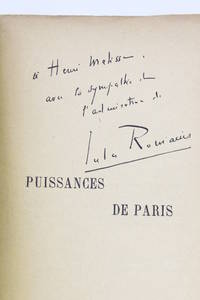 à Henri Matisse.
avec la sympathie et
l'admiration de
Jules Romains
PUISSANCES
DE PARIS